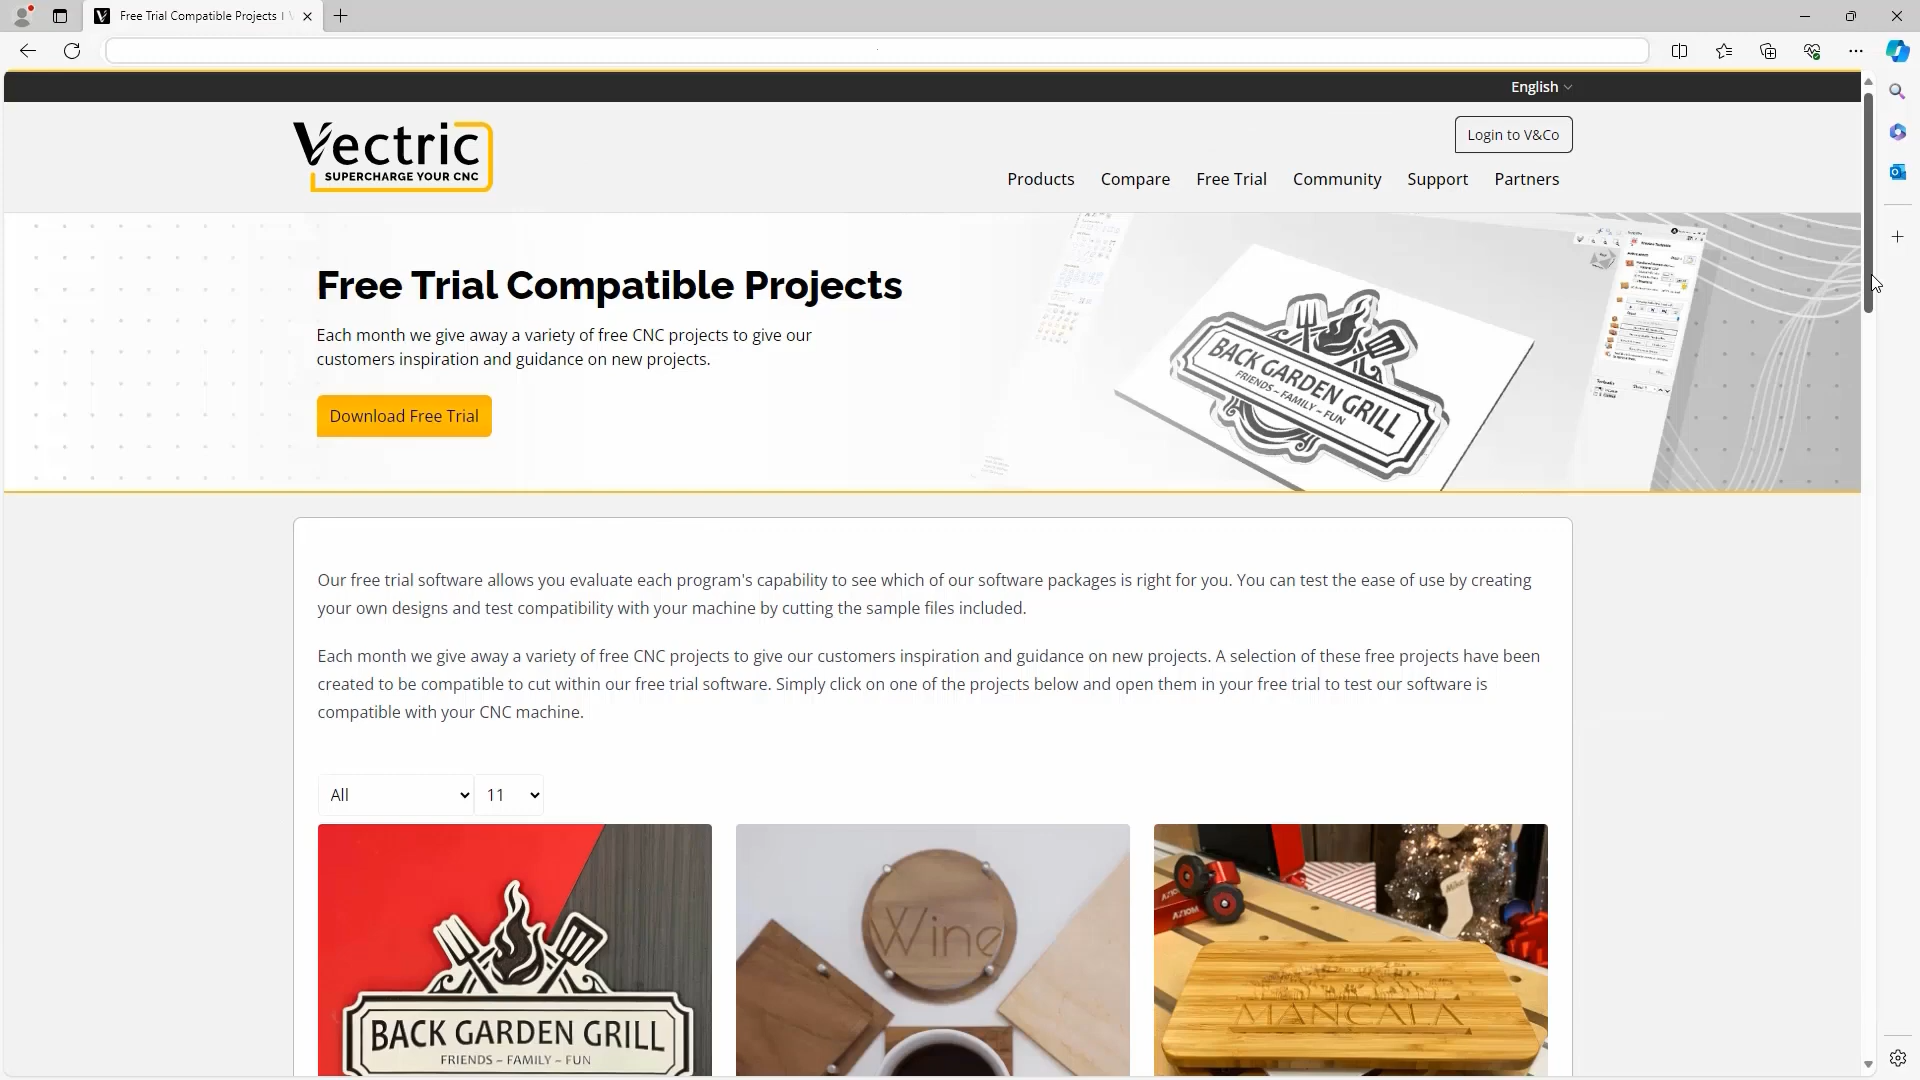 Free Trial Compatible Projects |
English
Vectric
SUPERCHARGE YOUR CNC
Login to V&Co
Products
Compare
Free Trial
Community
Support
Partners
Free Trial Compatible Projects
Each month we give away a variety of free CNC projects to give our
customers inspiration and guidance on new projects.
Download Free Trial
BACK GARDEN GRILL
FRIENDS ~ FAMILY ~ FUN
Our free trial software allows you evaluate each program's capability to see which of our software packages is right for you. You can test the ease of use by creating
your own designs and test compatibility with your machine by cutting the sample files included.
Each month we give away a variety of free CNC projects to give our customers inspiration and guidance on new projects. A selection of these free projects have been
created to be compatible to cut within our free trial software. Simply click on one of the projects below and open them in your free trial to test our software is
compatible with your CNC machine.
All
11
BACK GARDEN GRILL
FRIENDS ~ FAMILY ~ FUN
Wine
AXIOM
MANCALA